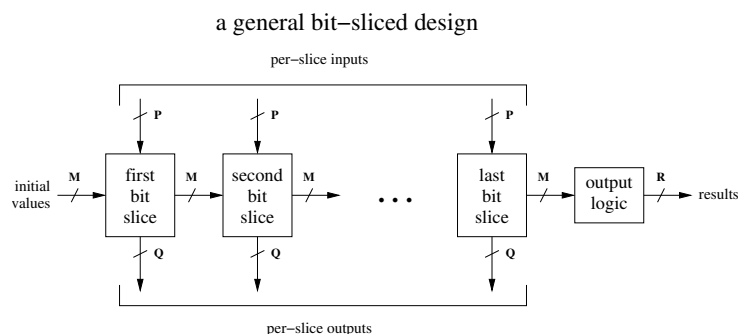 a general bit−sliced design
per−slice inputs
P
P
P
initial
values
M
first
bit
slice
M
second
bit
slice
M
• • •
last
bit
slice
M
output
logic
R
results
Q
Q
Q
per−slice outputs